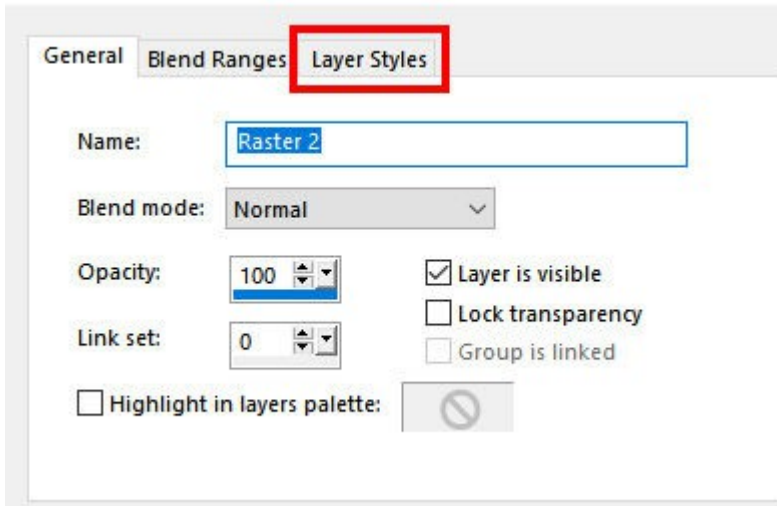 General Blend Ranges Layer Styles
Name: Raster 2
Blend mode: Normal
Opacity: 100 Layer is visible
Lock transparency
Link set: 0 Group is linked
Highlight in layers palette: